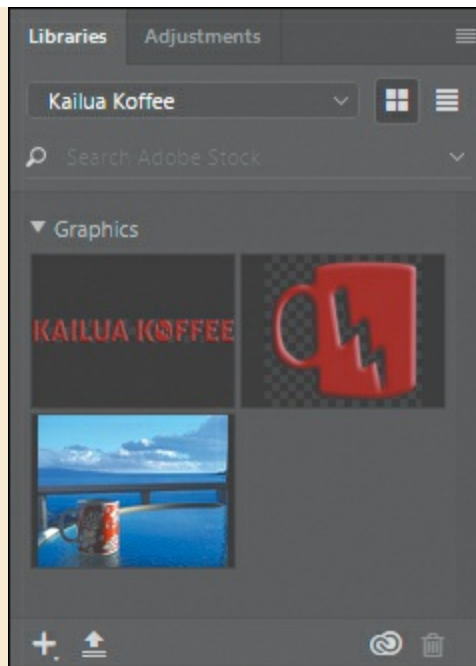 Libraries Adjustments
Kailua Koffee
Search Adobe Stock
Graphics
KAILUA KOFFEE